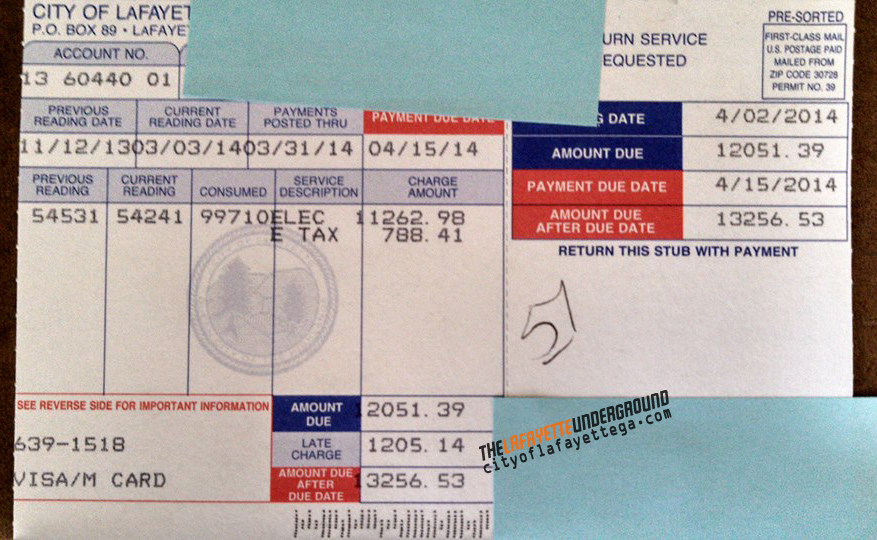 CITY OF LAFAYET
P.O. BOX 89 • LAFAYE
ACCOUNT NO.
13 60440 01
PREVIOUS READING DATE
CURRENT READING DATE
PAYMENTS POSTED THRU
PAYMENT DUE DATE
11/12/13 03/03/14 03/31/14 04/15/14
PREVIOUS READING
CURRENT READING
CONSUMED
SERVICE DESCRIPTION
CHARGE AMOUNT
54531 54241 99710 ELEC 11262.98
E TAX 788.41
SEE REVERSE SIDE FOR IMPORTANT INFORMATION
639-1518
VISA/M CARD
AMOUNT DUE
2051.39
LATE CHARGE
1205.14
AMOUNT DUE AFTER DUE DATE
13256.53
URN SERVICE
EQUESTED
PRE-SORTED
FIRST-CLASS MAIL
U.S. POSTAGE PAID
MAILED FROM
ZIP CODE 30728
PERMIT NO. 39
G DATE 4/02/2014
AMOUNT DUE 12051.39
PAYMENT DUE DATE 4/15/2014
AMOUNT DUE AFTER DUE DATE 13256.53
RETURN THIS STUB WITH PAYMENT
THELAFAYETTEUNDERGROUND
cityoflafayettega.com